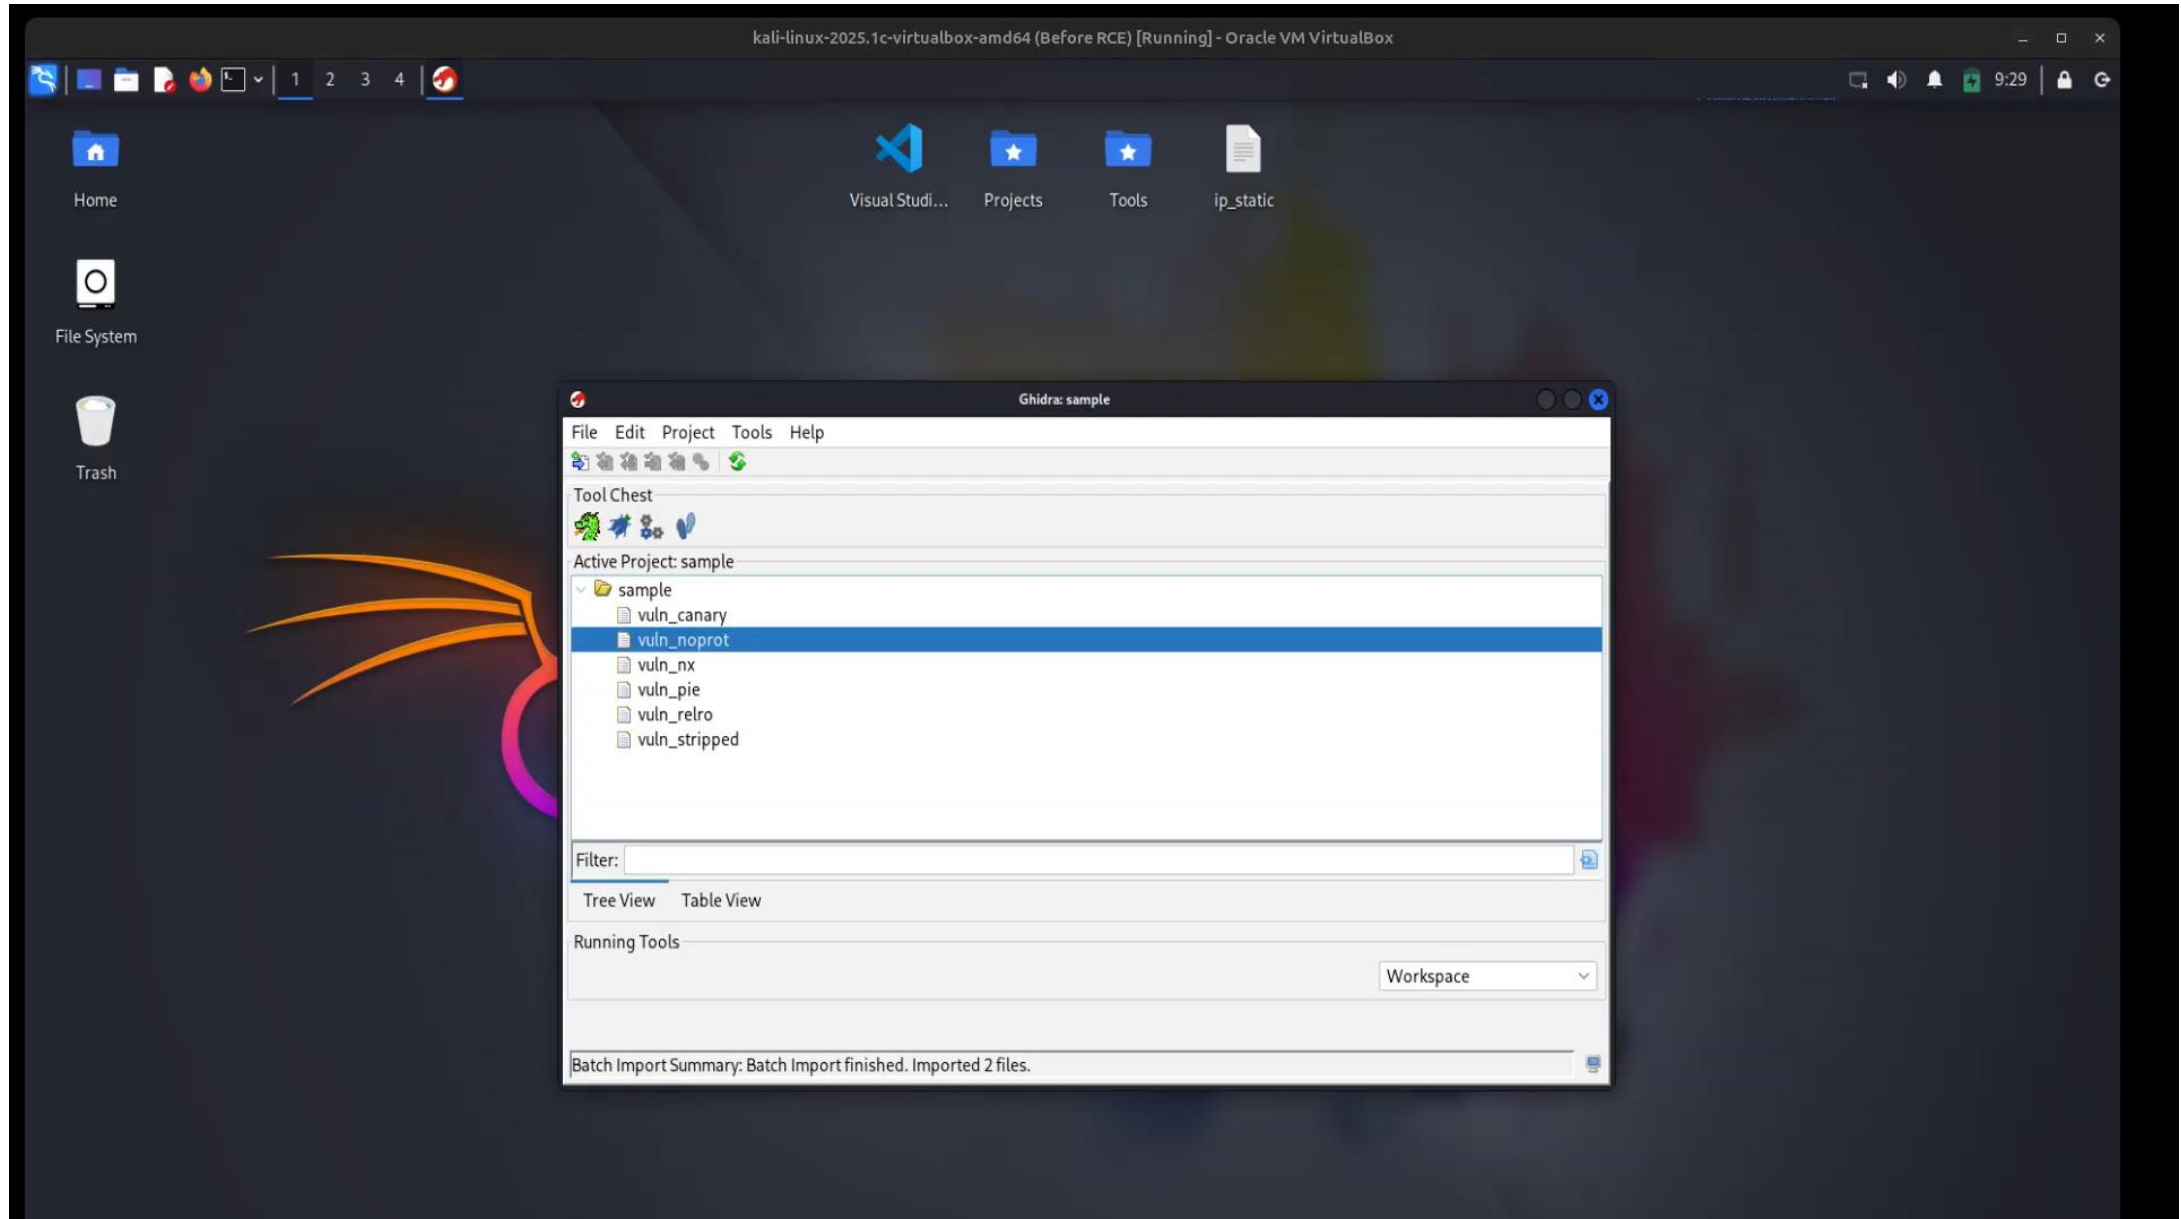 kali-linux-2025.1c-virtualbox-amd64 (Before RCE) [Running] - Oracle VM VirtualBox
1 2 3 4
9:29
Home
Visual Studi...
Projects
Tools
ip_static
File System
Trash
Ghidra: sample
File Edit Project Tools Help
Tool Chest
Active Project: sample
sample
vuln_canary
vuln_noprot
vuln_nx
vuln_pie
vuln_relro
vuln_stripped
Filter:
Tree View Table View
Running Tools
Workspace
Batch Import Summary: Batch Import finished. Imported 2 files.